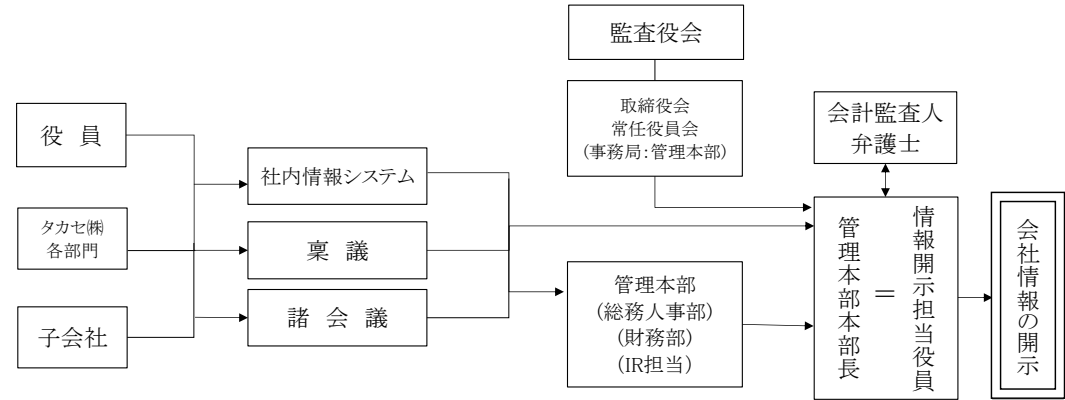 監査役会
取締役会
常任役員会
(事務局:管理本部)
会計監査人
弁護士
役 員
社内情報システム
タカセ㈱
各部門
稟 議
諸 会 議
子会社
管理本部
(総務人事部)
(財務部)
(IR担当)
情報開示担当役員
=
管理本部本部長
会社情報の開示